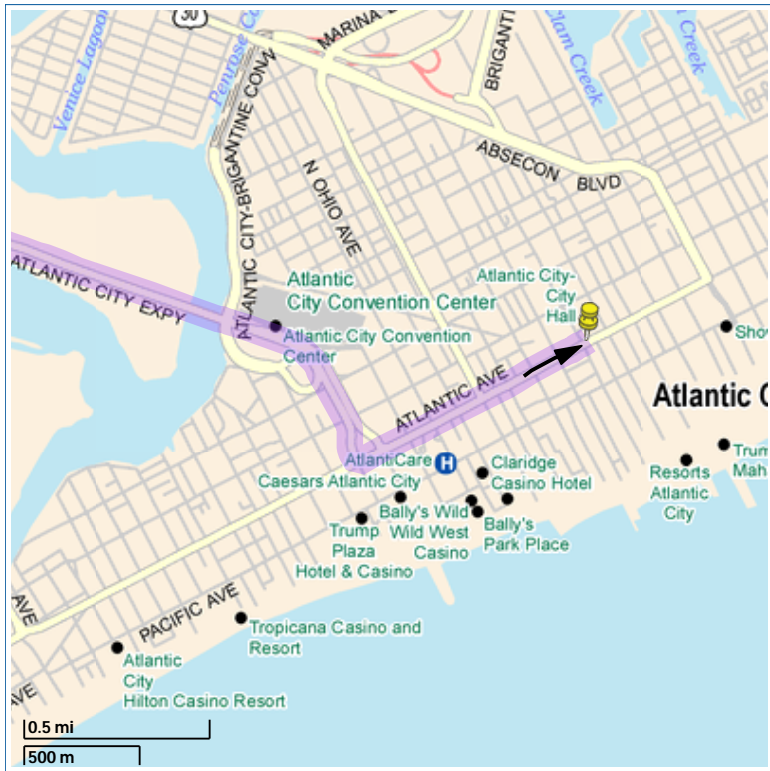 30
Venice Lagoon
Penrose Ca
MARINA B
BRIGANTI
Clam Creek
ATLANTIC CITY-BRIGANTINE CONN
N OHIO AVE
ABSECON BLVD
ATLANTIC CITY EXPY
Atlantic
City Convention Center
Atlantic City Convention
Center
Atlantic City-
City
Hall
Show
ATLANTIC AVE
Atlantic C
AtlantiCare H
Caesars Atlantic City
Claridge
Casino Hotel
Resorts
Atlantic
City
Trum
Mah
Trump
Plaza
Hotel & Casino
Bally's Wild
Wild West
Casino
Bally's
Park Place
AVE
PACIFIC AVE
Tropicana Casino and
Resort
Atlantic
City
Hilton Casino Resort
AVE
0.5 mi
500 m